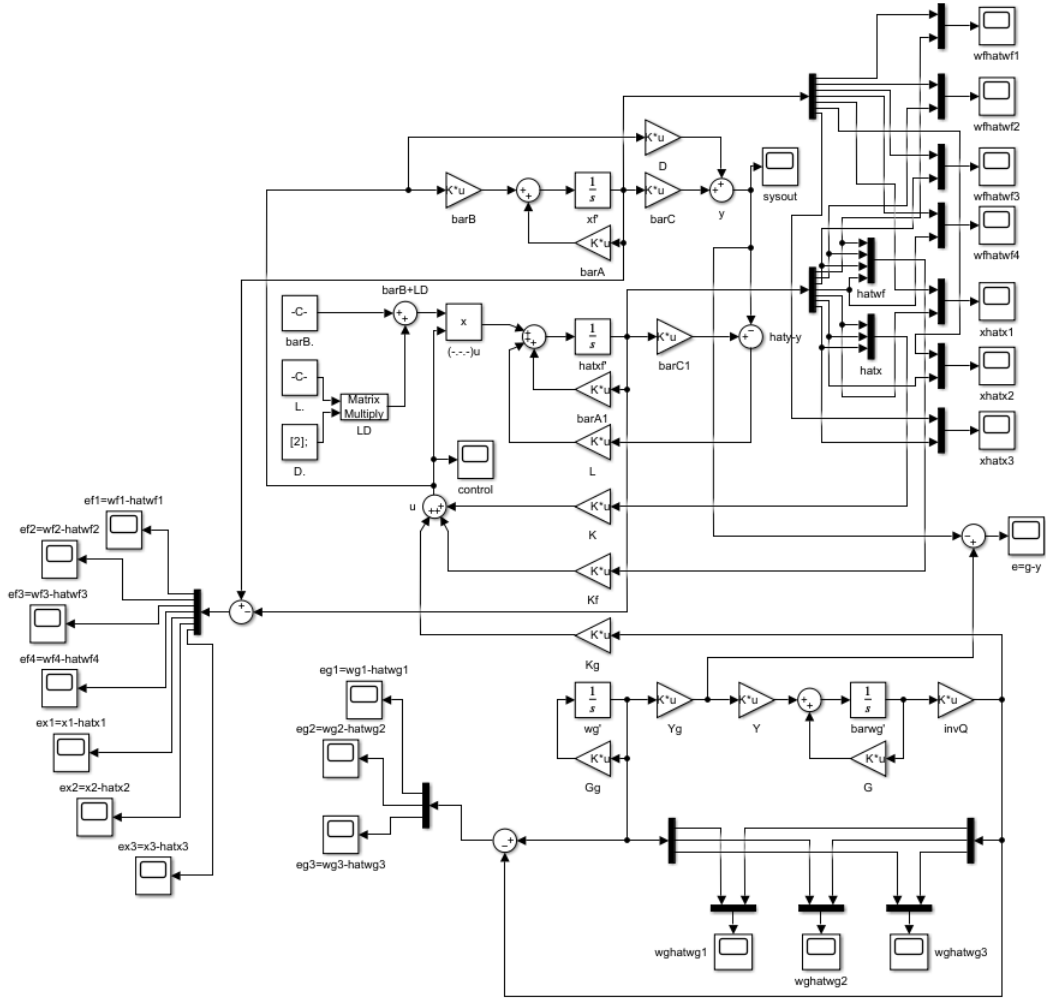 wfhatwf1
wfhatwf2
K*u
D
K*u
barB
+
+
1
s
xf'
K*u
barC
+
+
y
sysout
wfhatwf3
K*u
barA
wfhatwf4
hatwf
barB+LD
-C-
barB.
+
+
x
(-.-.-)u
+
+
+
1
s
hatxf'
K*u
barC1
−
+
haty-y
hatx
xhatx1
xhatx2
-C-
L.
Matrix
Multiply
LD
K*u
barA1
[2];
D.
K*u
L
xhatx3
control
u
+++
K*u
K
ef1=wf1-hatwf1
ef2=wf2-hatwf2
−
+
e=g-y
K*u
Kf
ef3=wf3-hatwf3
+
−
K*u
Kg
ef4=wf4-hatwf4
eg1=wg1-hatwg1
1
s
wg'
K*u
Yg
K*u
Y
+
+
1
s
barwg'
K*u
invQ
eg2=wg2-hatwg2
ex1=x1-hatx1
K*u
Gg
K*u
G
ex2=x2-hatx2
eg3=wg3-hatwg3
+
−
ex3=x3-hatx3
wghatwg1
wghatwg2
wghatwg3